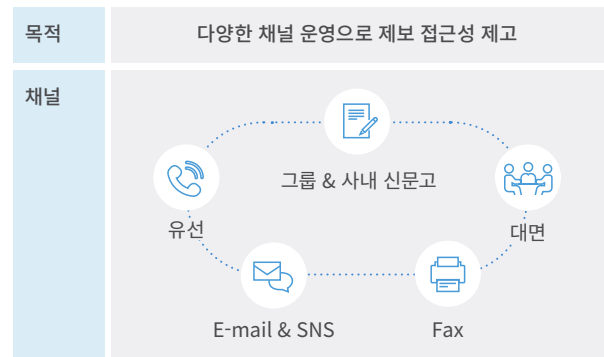 목적
다양한 채널 운영으로 제보 접근성 제고
채널
그룹 & 사내 신문고
유선
대면
E-mail & SNS
Fax